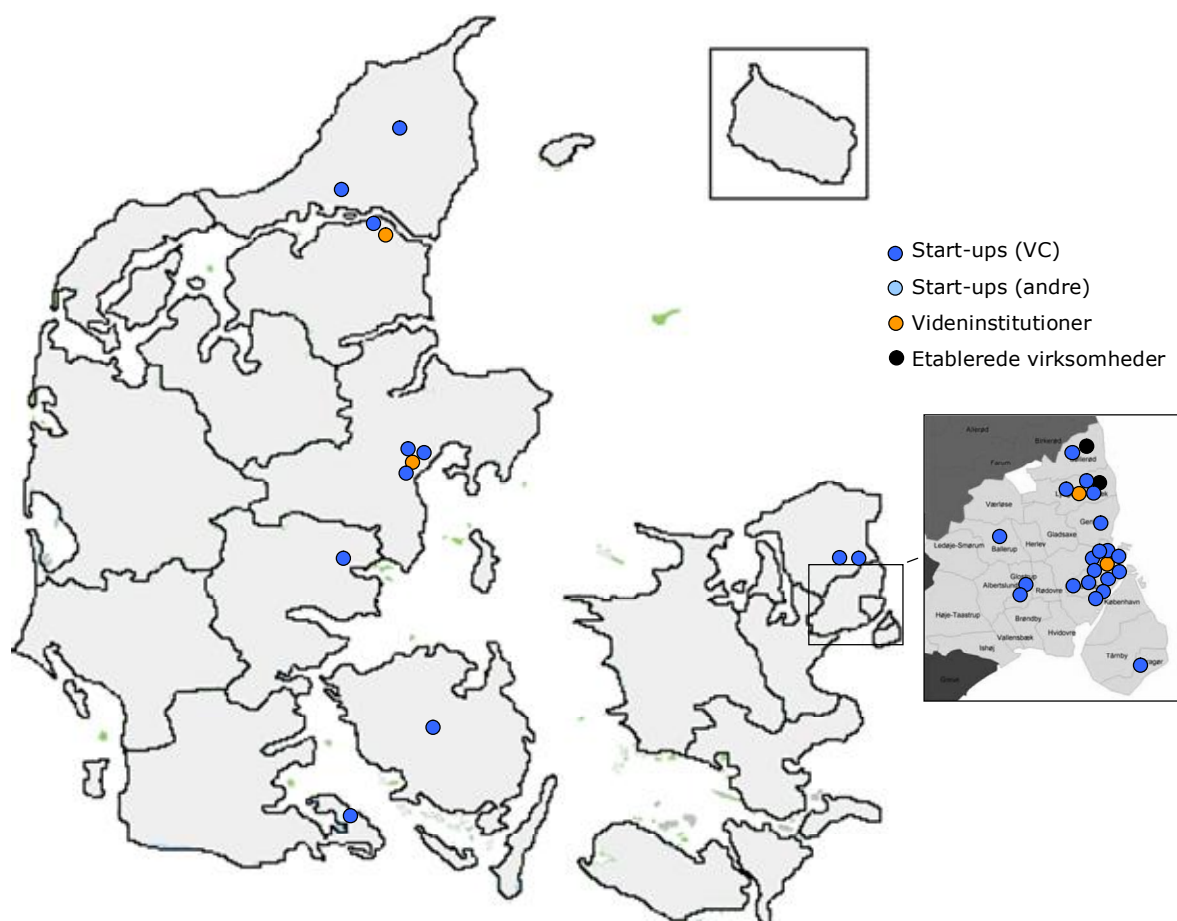 Start-ups (VC)
Start-ups (andre)
Videninstitutioner
Etablerede virksomheder
Allerød
Birkerød
Farum
Værløse
Gladsaxe
Ledøje-Smørum
Ballerup
Herlev
Glostrup
Albertslund
Rødovre
København
Høje-Taastrup
Brøndby
Hvidovre
Vallensbæk
Ishøj
Tårnby
Greve